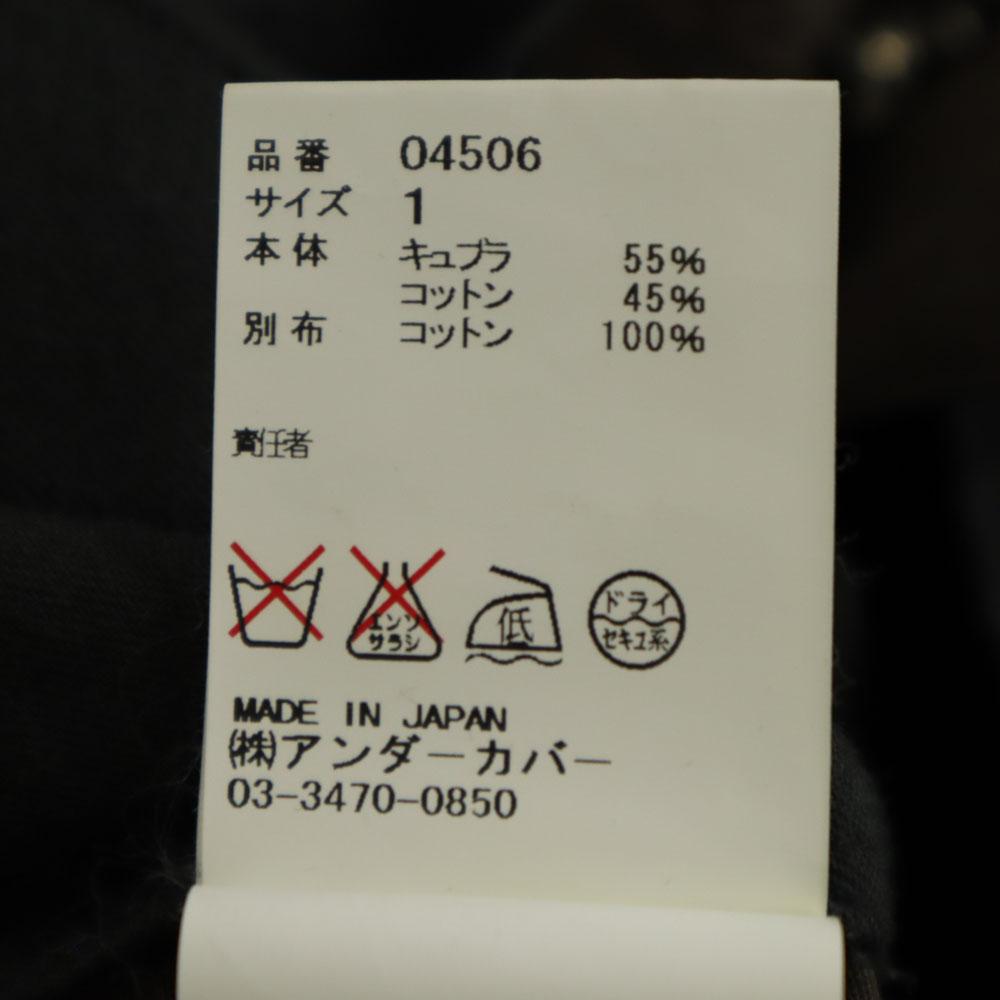 品番 04506
サイズ 1
本体 キュプラ 55%
コットン 45%
別布 コットン 100%
責任者
エンソ
サラシ
低
ドライ
セキユ系
MADE IN JAPAN
㈱アンダーカバー
03-3470-0850